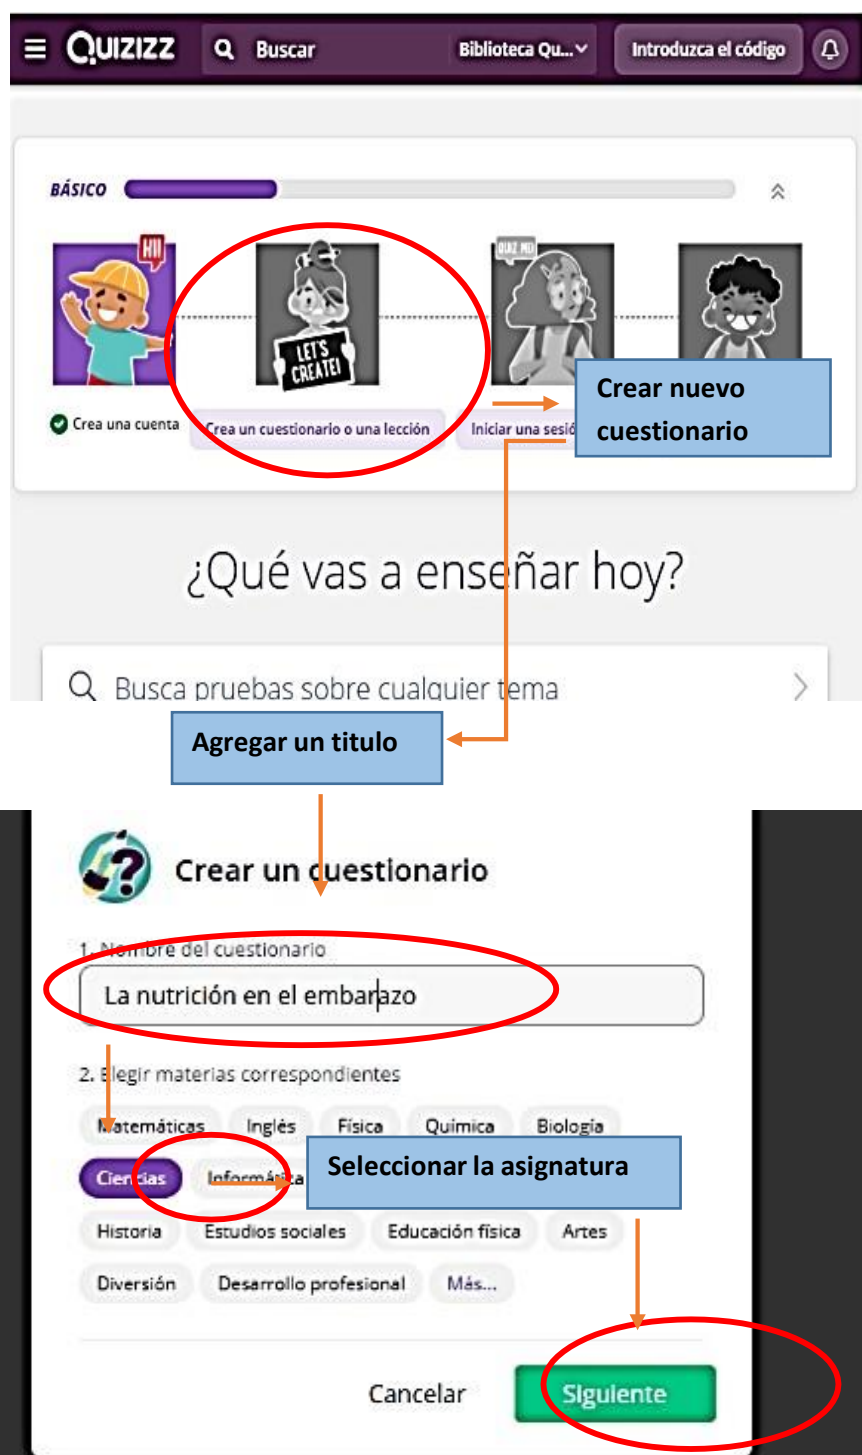 QUIZIZZ Buscar Biblioteca Qu... Introduzca el código
BÁSICO
HI!
LET'S
CREATE!
QUIZ ME!
Crea una cuenta
Crea un cuestionario o una lección
Iniciar una sesió
Crear nuevo
cuestionario
¿Qué vas a enseñar hoy?
Busca pruebas sobre cualquier tema
Agregar un titulo
Crear un cuestionario
1. Nombre del cuestionario
La nutrición en el embarazo
2. Elegir materias correspondientes
Matemáticas Inglés Física Química Biología
Ciencias Informática
Seleccionar la asignatura
Historia Estudios sociales Educación física Artes
Diversión Desarrollo profesional Más...
Cancelar Siguiente